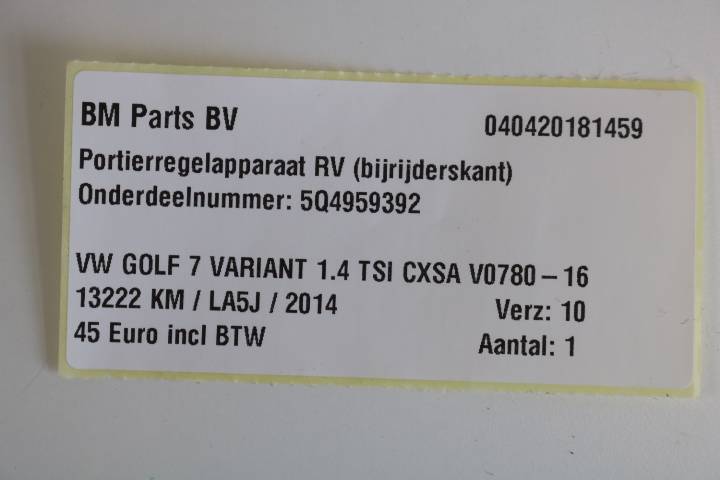 BM Parts BV 040420181459
Portierregelapparaat RV (bijrijderskant)
Onderdeelnummer: 5Q4959392
VW GOLF 7 VARIANT 1.4 TSI CXSA V0780 – 16
13222 KM / LA5J / 2014 Verz: 10
45 Euro incl BTW Aantal: 1